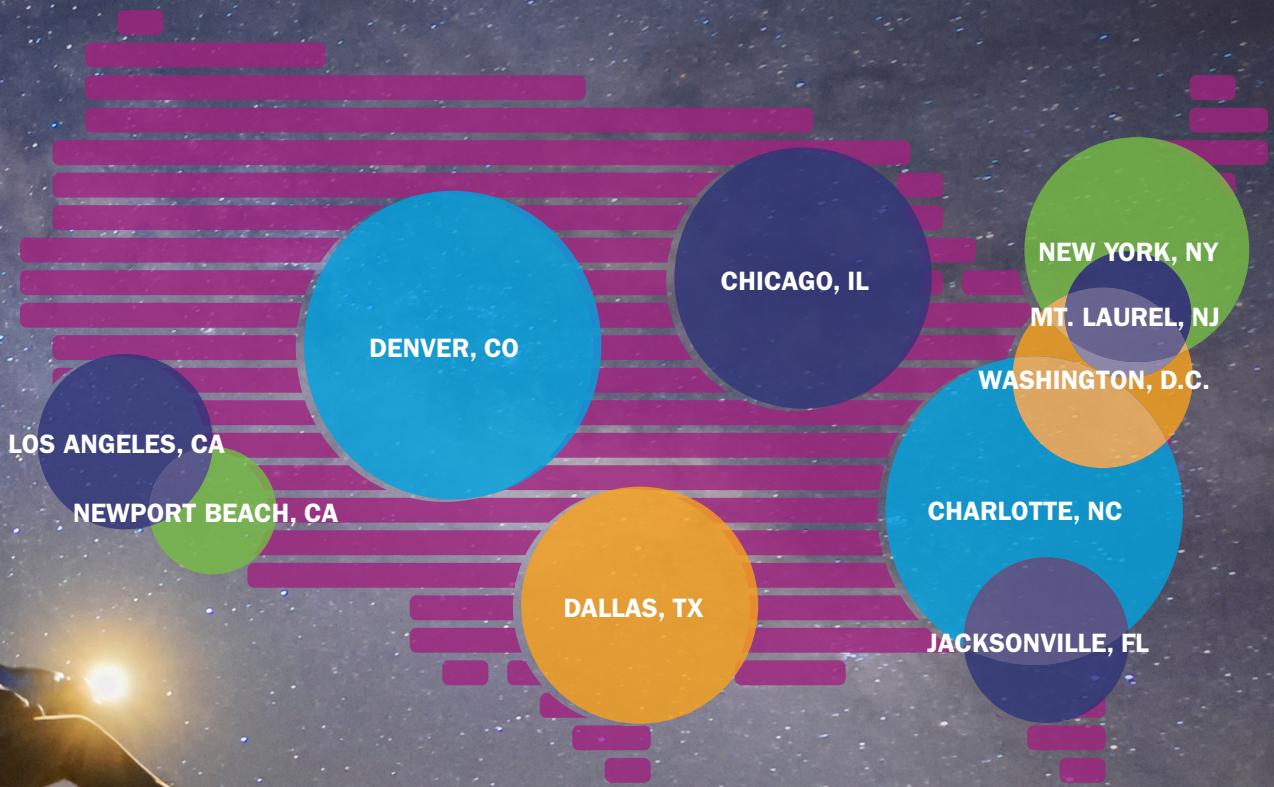 NEW YORK, NY
CHICAGO, IL
MT. LAUREL, NJ
DENVER, CO
WASHINGTON, D.C.
LOS ANGELES, CA
NEWPORT BEACH, CA
CHARLOTTE, NC
DALLAS, TX
JACKSONVILLE, FL